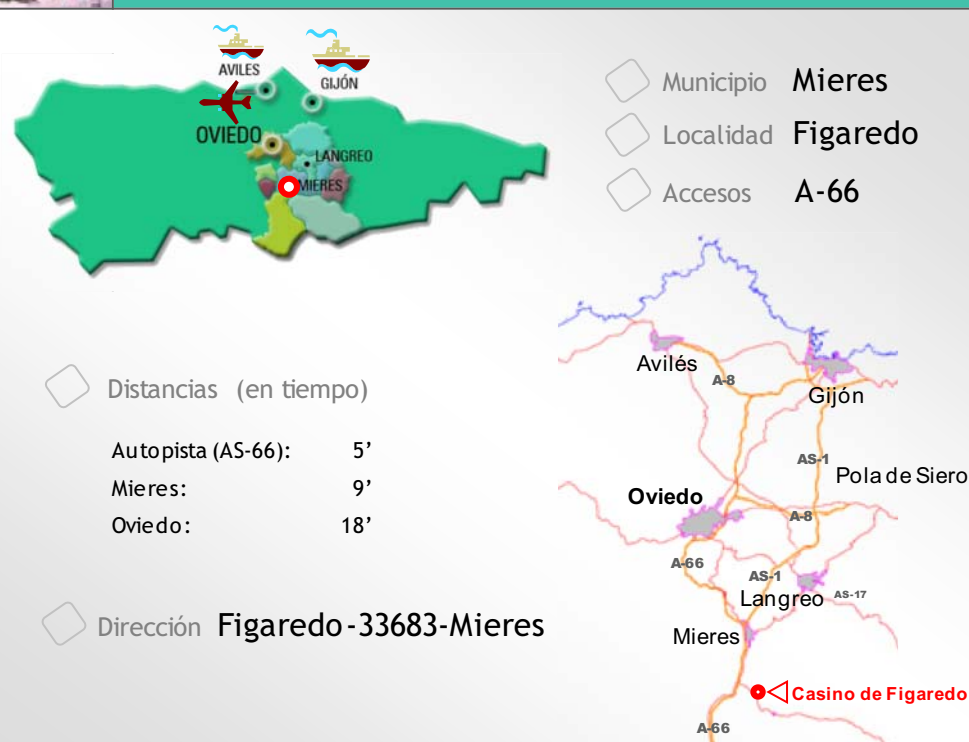 AVILES
GIJÓN
OVIEDO
LANGREO
MIERES
Municipio Mieres
Localidad Figaredo
Accesos A-66
Distancias (en tiempo)
Autopista (AS-66): 5’
Mieres: 9’
Oviedo: 18’
Dirección Figaredo-33683-Mieres
Avilés
A-8
Gijón
AS-1
Pola de Siero
Oviedo
A-8
A-66
AS-1
Langreo
AS-17
Mieres
Casino de Figaredo
A-66